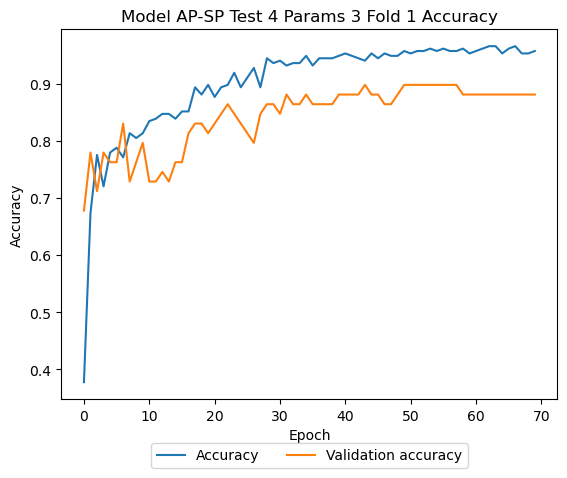 Model AP-SP Test 4 Params 3 Fold 1 Accuracy
0.9
0.8
0.7
0.6
0.5
0.4
Accuracy
0 10 20 30 40 50 60 70
Epoch
Accuracy Validation accuracy